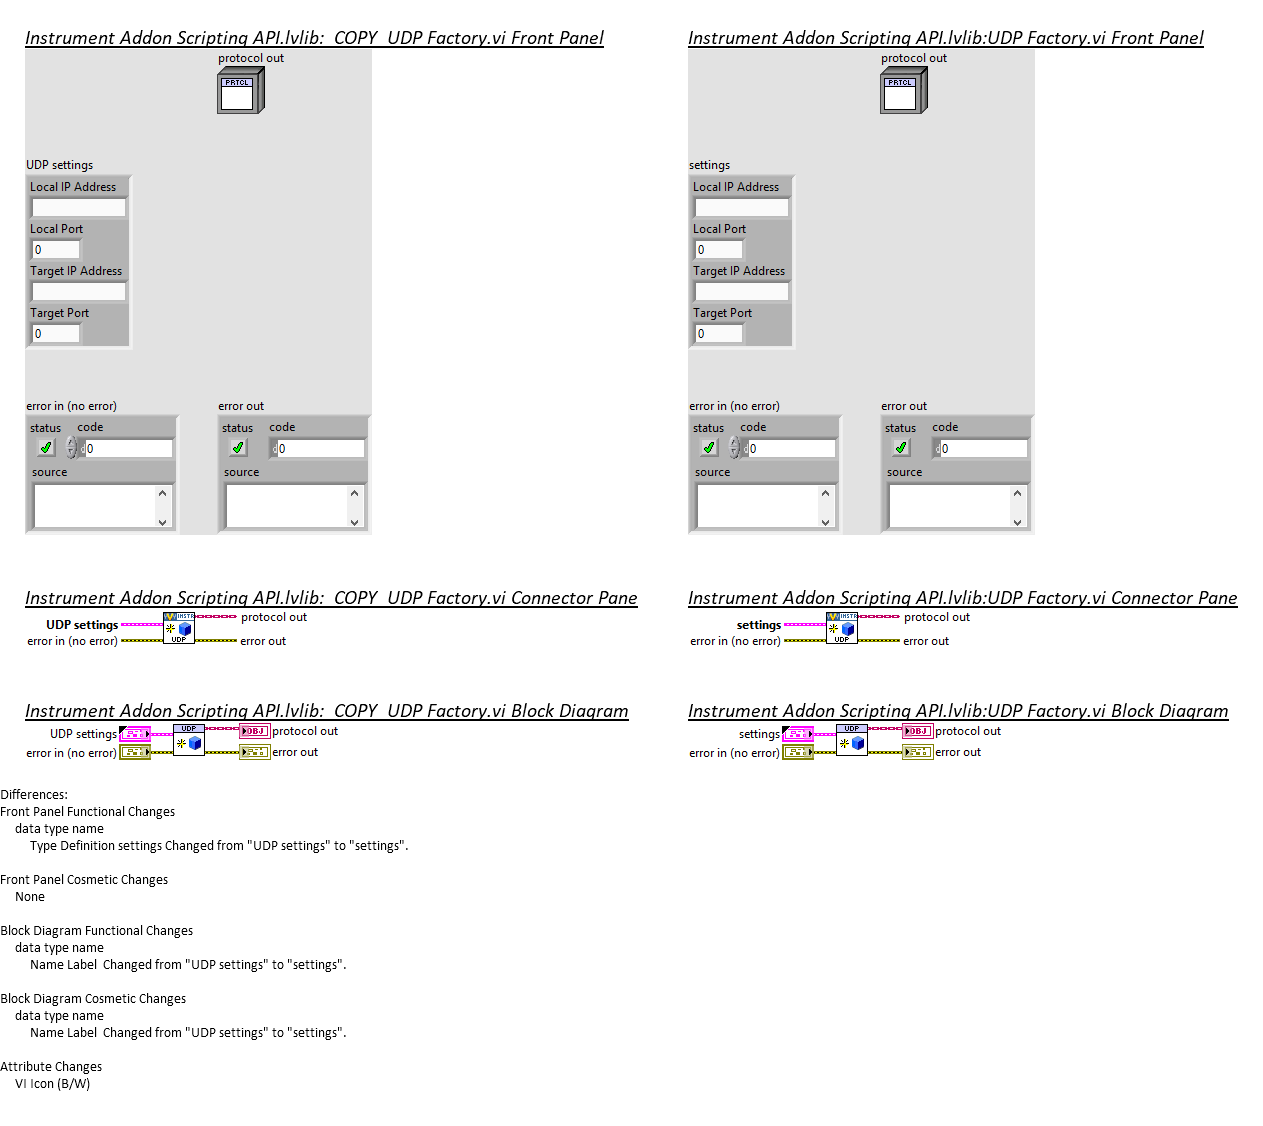 Instrument Addon Scripting API.lvlib:_COPY_UDP Factory.vi Front Panel
protocol out
PRTCL
UDP settings
Local IP Address
Local Port
0
Target IP Address
Target Port
0
error in (no error)
error out
status code
d 0
status code
d 0
source
source
Instrument Addon Scripting API.lvlib:UDP Factory.vi Front Panel
protocol out
PRTCL
settings
Local IP Address
Local Port
0
Target IP Address
Target Port
0
error in (no error)
error out
status code
d 0
status code
d 0
source
source
Instrument Addon Scripting API.lvlib:_COPY_UDP Factory.vi Connector Pane
INSTR
protocol out
UDP settings
error in (no error)
UDP
error out
Instrument Addon Scripting API.lvlib:UDP Factory.vi Connector Pane
INSTR
protocol out
settings
error in (no error)
UDP
error out
Instrument Addon Scripting API.lvlib:_COPY_UDP Factory.vi Block Diagram
UDP
UDP settings
OBJ
protocol out
error in (no error)
error out
Instrument Addon Scripting API.lvlib:UDP Factory.vi Block Diagram
UDP
settings
OBJ
protocol out
error in (no error)
error out
Differences:
Front Panel Functional Changes
data type name
Type Definition settings Changed from "UDP settings" to "settings".
Front Panel Cosmetic Changes
None
Block Diagram Functional Changes
data type name
Name Label  Changed from "UDP settings" to "settings".
Block Diagram Cosmetic Changes
data type name
Name Label  Changed from "UDP settings" to "settings".
Attribute Changes
VI Icon (B/W)